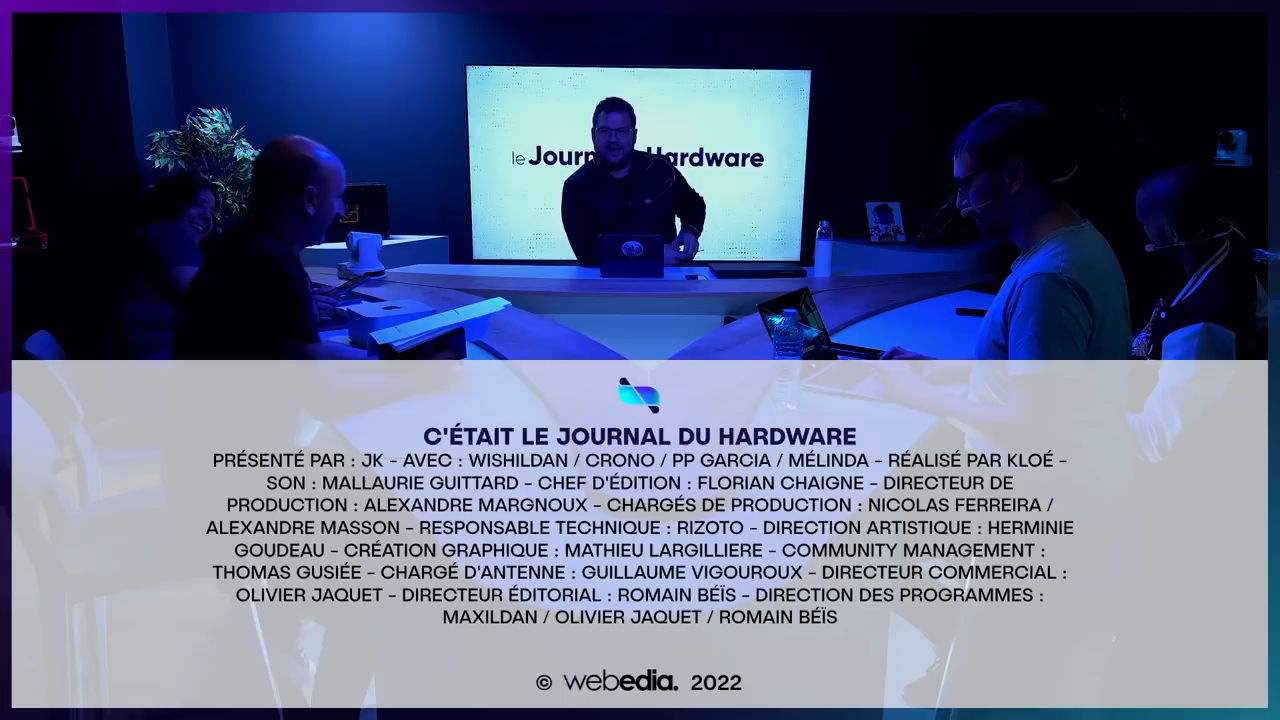 le Journ Hardware
C'ÉTAIT LE JOURNAL DU HARDWARE
PRÉSENTÉ PAR : JK - AVEC : WISHILDAN / CRONO / PP GARCIA / MÉLINDA - RÉALISÉ PAR KLOÉ -
SON : MALLAURIE GUITTARD - CHEF D'ÉDITION : FLORIAN CHAIGNE - DIRECTEUR DE
PRODUCTION : ALEXANDRE MARGNOUX - CHARGÉS DE PRODUCTION : NICOLAS FERREIRA /
ALEXANDRE MASSON - RESPONSABLE TECHNIQUE : RIZOTO - DIRECTION ARTISTIQUE : HERMINIE
GOUDEAU - CRÉATION GRAPHIQUE : MATHIEU LARGILLIERE - COMMUNITY MANAGEMENT :
THOMAS GUSIÉE - CHARGÉ D'ANTENNE : GUILLAUME VIGOUROUX - DIRECTEUR COMMERCIAL :
OLIVIER JAQUET - DIRECTEUR ÉDITORIAL : ROMAIN BÉÏS - DIRECTION DES PROGRAMMES :
MAXILDAN / OLIVIER JAQUET / ROMAIN BÉÏS
© webedia. 2022